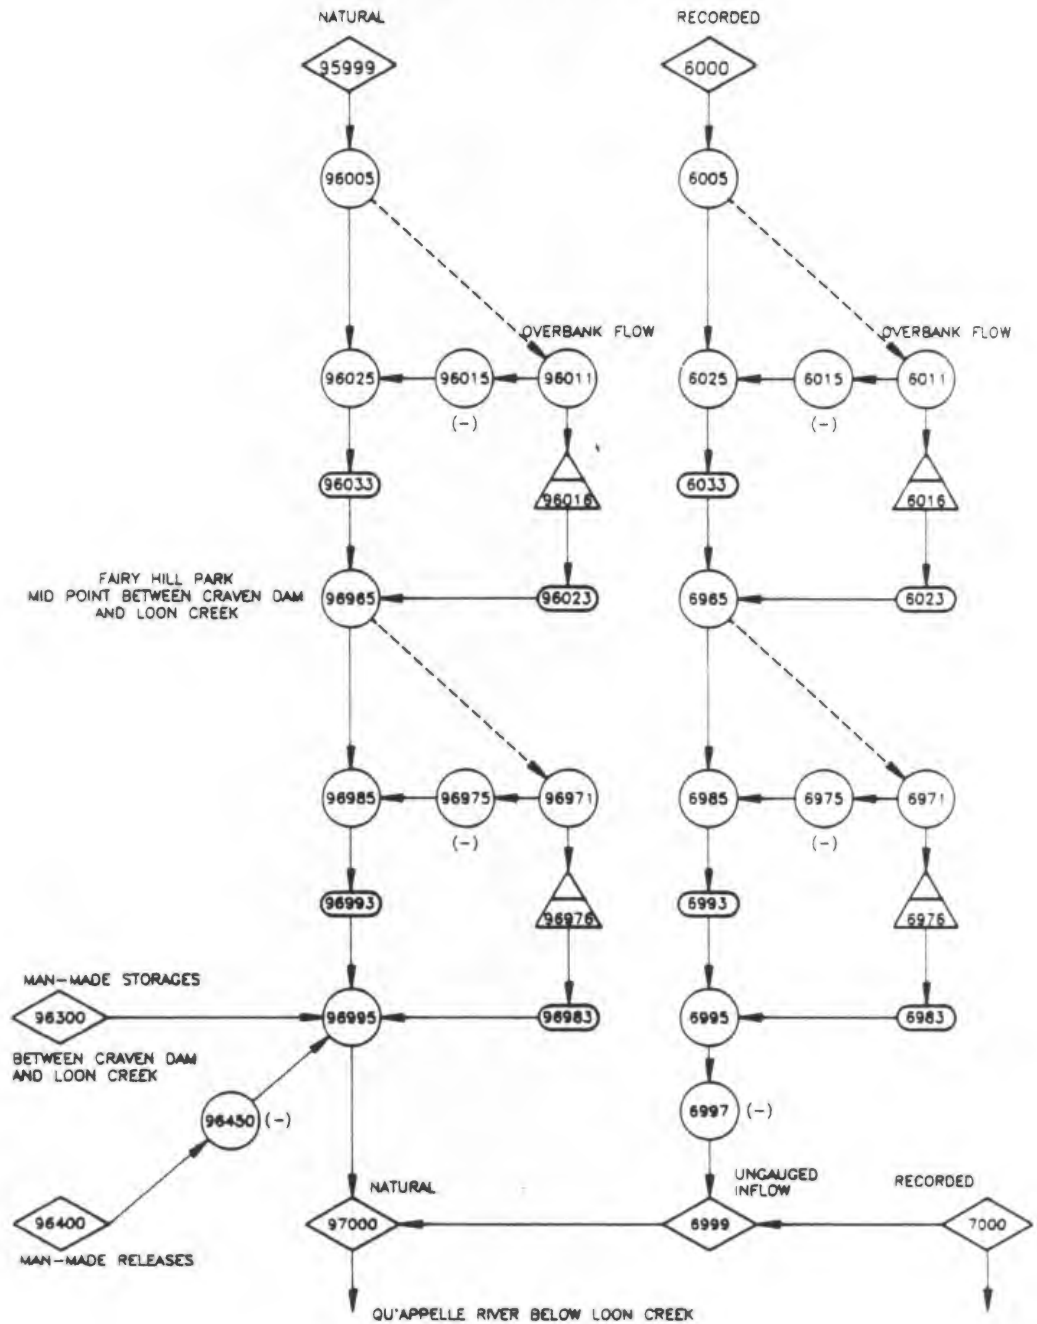 NATURAL
RECORDED
95999
6000
96005
6005
OVERBANK FLOW
OVERBANK FLOW
96025
96015
96011
6025
6015
6011
(-)
(-)
96033
96016
6033
6016
FAIRY HILL PARK
MID POINT BETWEEN CRAVEN DAM
AND LOON CREEK
96965
96023
6965
6023
96985
96975
96971
6985
6975
6971
(-)
(-)
96993
96976
6993
6976
MAN-MADE STORAGES
96300
96995
96983
6995
6983
BETWEEN CRAVEN DAM
AND LOON CREEK
96450
(-)
6997
(-)
NATURAL
UNGAUGED
INFLOW
RECORDED
96400
97000
6999
7000
MAN-MADE RELEASES
QU'APPELLE RIVER BELOW LOON CREEK